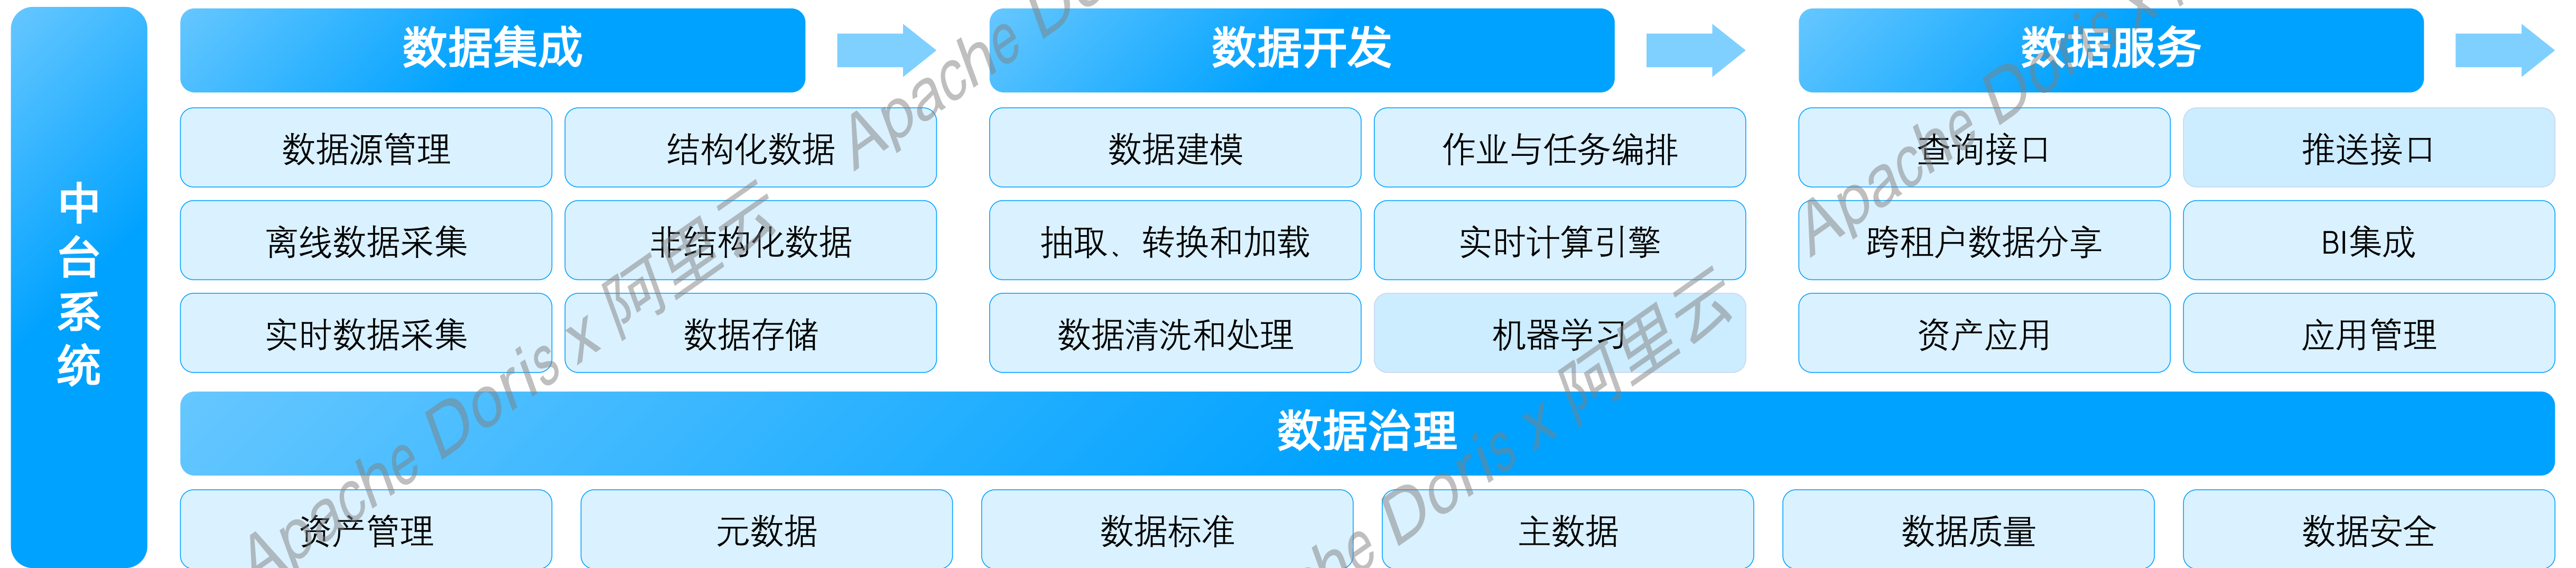 中台系统
数据集成
数据开发
数据服务
数据源管理
结构化数据
数据建模
作业与任务编排
查询接口
推送接口
离线数据采集
非结构化数据
抽取、转换和加载
实时计算引擎
跨租户数据分享
BI集成
实时数据采集
数据存储
数据清洗和处理
机器学习
资产应用
应用管理
数据治理
资产管理
元数据
数据标准
主数据
数据质量
数据安全
Apache Doris x 阿里云
Apache Do
Apache Doris x 阿
che Doris x 阿里云